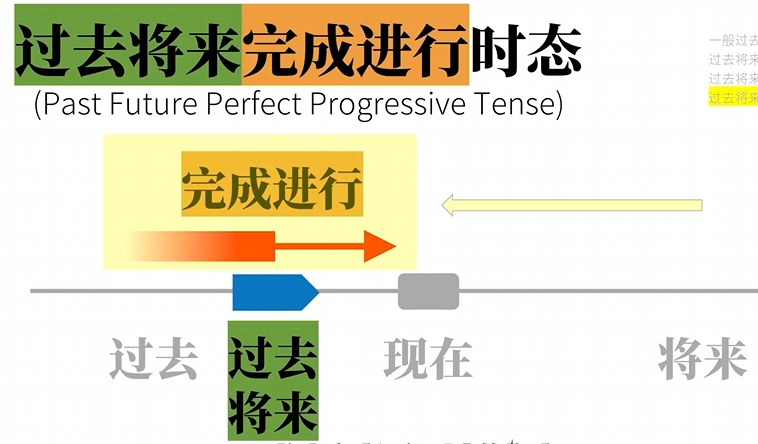 过去将来完成进行时态
(Past Future Perfect Progressive Tense)
一般过去
过去将来
过去将来
过去将来
完成进行
过去
现在
将来
过去
将来